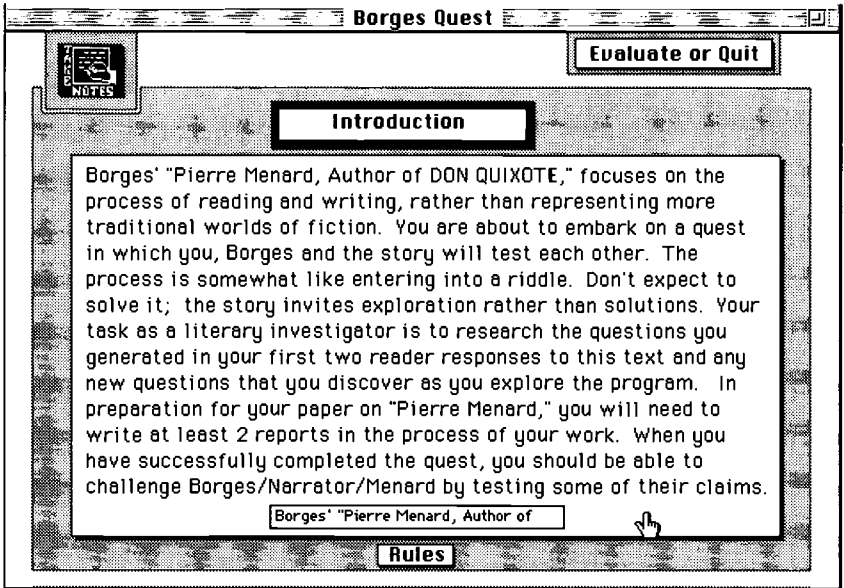 Borges Quest
Evaluate or Quit
TAKE
NOTES
Introduction
Borges' "Pierre Menard, Author of DON QUIXOTE," focuses on the
process of reading and writing, rather than representing more
traditional worlds of fiction. You are about to embark on a quest
in which you, Borges and the story will test each other. The
process is somewhat like entering into a riddle. Don't expect to
solve it; the story invites exploration rather than solutions. Your
task as a literary investigator is to research the questions you
generated in your first two reader responses to this text and any
new questions that you discover as you explore the program. In
preparation for your paper on "Pierre Menard," you will need to
write at least 2 reports in the process of your work. When you
have successfully completed the quest, you should be able to
challenge Borges/Narrator/Menard by testing some of their claims.
Borges' "Pierre Menard, Author of
Rules